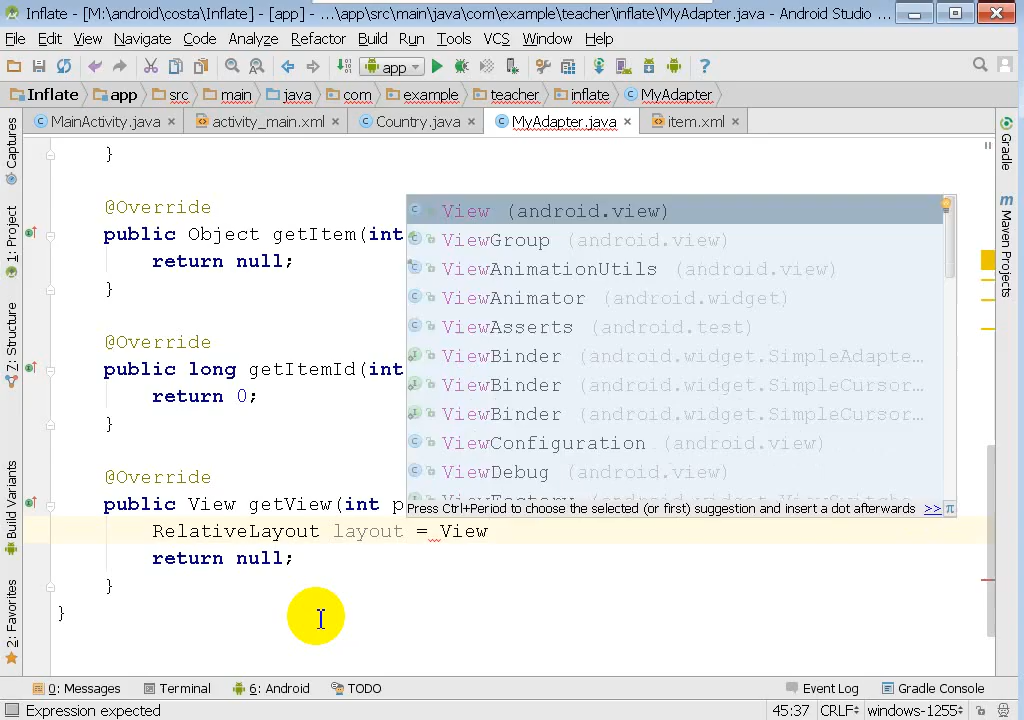 Inflate - [M:\android\costa\Inflate] - [app] - ...\app\src\main\java\com\example\teacher\inflate\MyAdapter.java - Android Studio ...
File Edit View Navigate Code Analyze Refactor Build Run Tools VCS Window Help
app
Inflate app src main java com example teacher inflate MyAdapter
MainActivity.java activity_main.xml Country.java MyAdapter.java item.xml
Captures
1: Project
Z: Structure
Build Variants
2: Favorites
}
@Override
public Object getItem(int
return null;
}
@Override
public long getItemId(int
return 0;
}
@Override
public View getView(int p
RelativeLayout layout = View
return null;
}
}
View (android.view)
ViewGroup (android.view)
ViewAnimationUtils (android.view)
ViewAnimator (android.widget)
ViewAsserts (android.test)
ViewBinder (android.widget.SimpleAdapte...
ViewBinder (android.widget.SimpleCursor...
ViewBinder (android.widget.SimpleCursor...
ViewConfiguration (android.view)
ViewDebug (android.view)
Press Ctrl+Period to choose the selected (or first) suggestion and insert a dot afterwards >> π
Gradle
Maven Projects
0: Messages Terminal 6: Android TODO Event Log Gradle Console
Expression expected 45:37 CRLF windows-1255